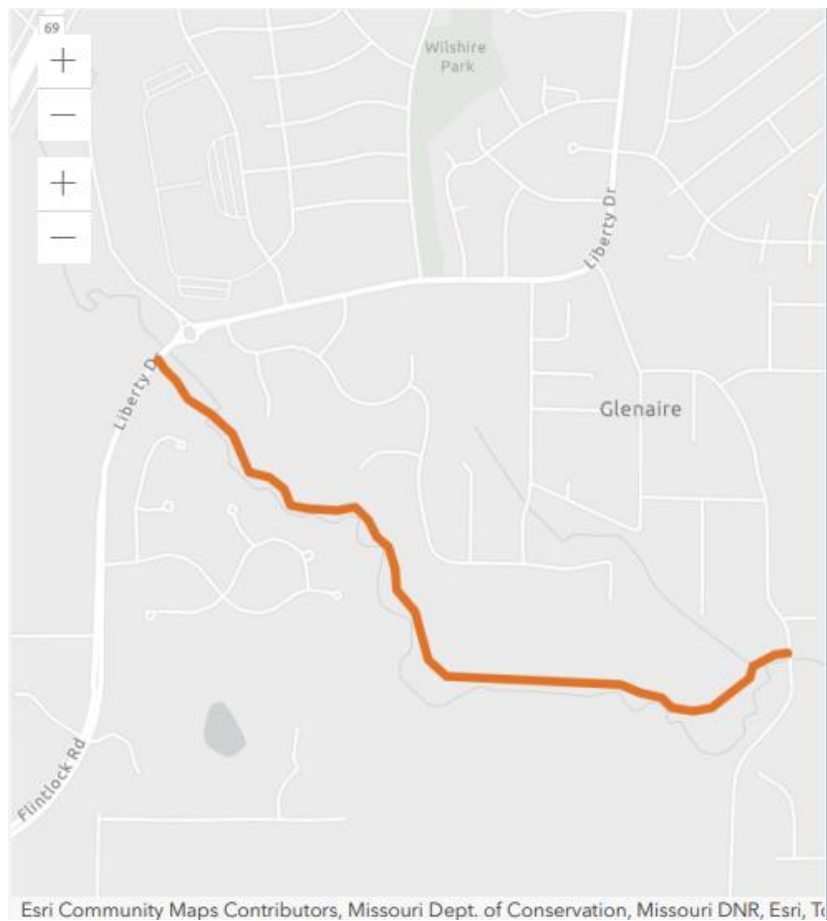 69
+
−
+
−
Wilshire
Park
Liberty Dr
Liberty D
Glenaire
Flintlock Rd
Esri Community Maps Contributors, Missouri Dept. of Conservation, Missouri DNR, Esri,